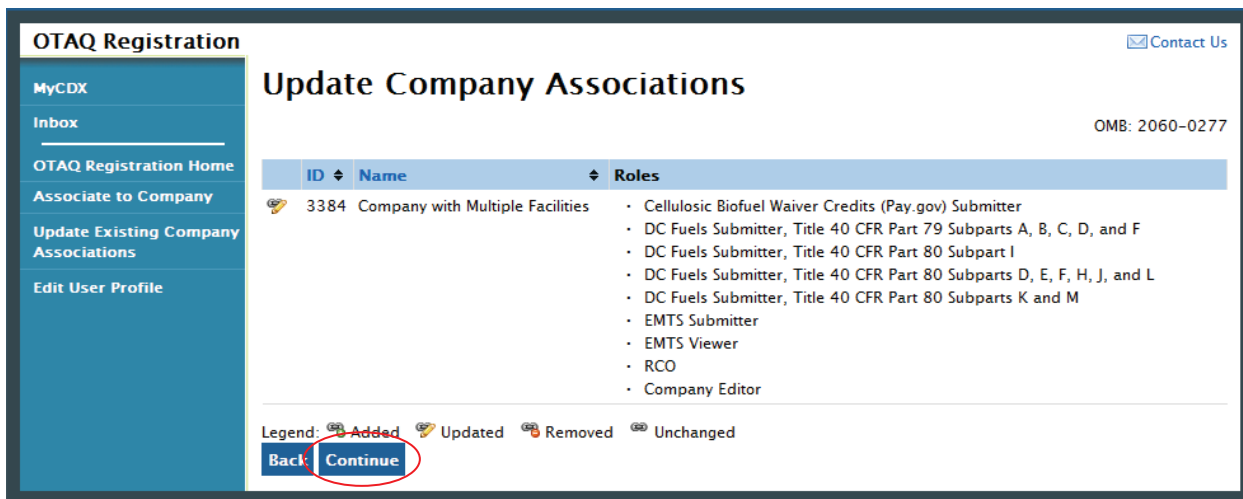 OTAQ Registration
Contact Us
MyCDX
Inbox
OTAQ Registration Home
Associate to Company
Update Existing Company
Associations
Edit User Profile
Update Company Associations
OMB: 2060-0277
ID Name Roles
3384 Company with Multiple Facilities
· Cellulosic Biofuel Waiver Credits (Pay.gov) Submitter
· DC Fuels Submitter, Title 40 CFR Part 79 Subparts A, B, C, D, and F
· DC Fuels Submitter, Title 40 CFR Part 80 Subpart I
· DC Fuels Submitter, Title 40 CFR Part 80 Subparts D, E, F, H, J, and L
· DC Fuels Submitter, Title 40 CFR Part 80 Subparts K and M
· EMTS Submitter
· EMTS Viewer
· RCO
· Company Editor
Legend: Added Updated Removed Unchanged
Back Continue